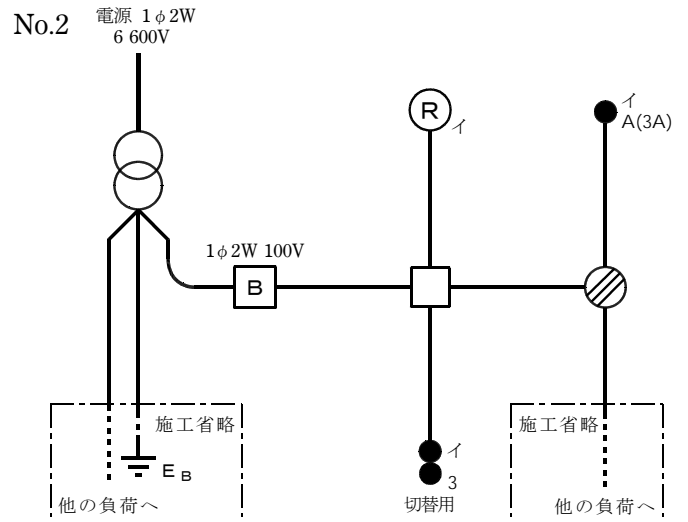 No.2
電源 1φ2W
6 600V
R
イ
イ
A(3A)
1φ2W 100V
B
施工省略
EB
他の負荷へ
イ
3
切替用
施工省略
他の負荷へ